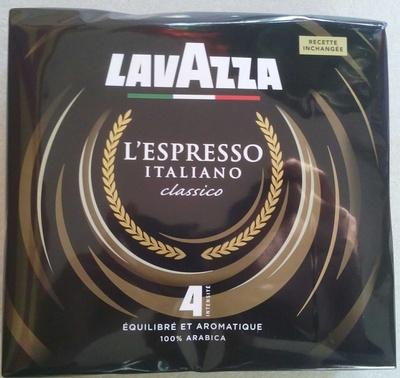 RECETTE
INCHANGÉE
LAVAZZA
L'ESPRESSO
ITALIANO
classico
4 INTENSITÉ
ÉQUILIBRÉ ET AROMATIQUE
100% ARABICA